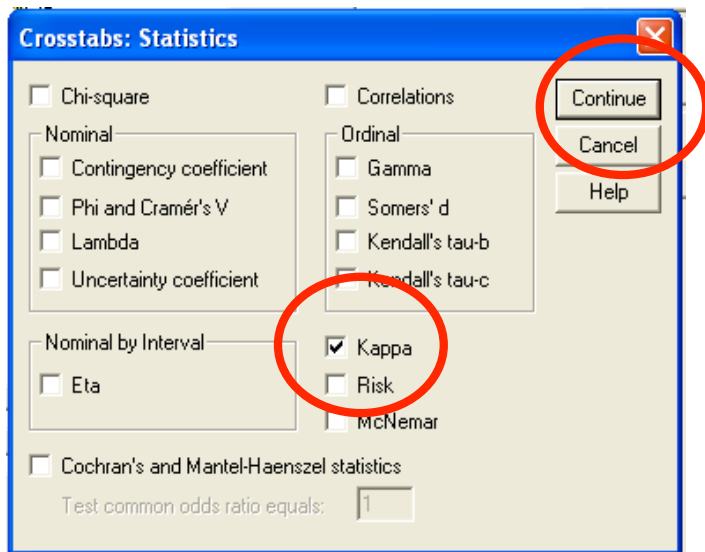 Crosstabs: Statistics
Chi-square
Correlations
Continue
Nominal
Ordinal
Cancel
Contingency coefficient
Gamma
Help
Phi and Cramér's V
Somers' d
Lambda
Kendall's tau-b
Uncertainty coefficient
Kendall's tau-c
Nominal by Interval
Kappa
Eta
Risk
McNemar
Cochran's and Mantel-Haenszel statistics
Test common odds ratio equals: 1